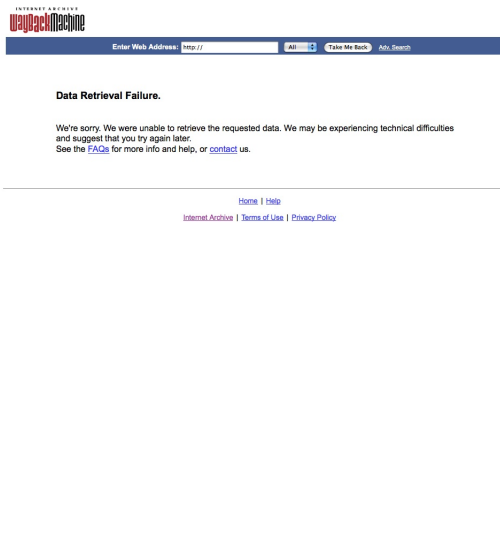 INTERNET ARCHIVE
WayBackMachine
Enter Web Address: http:// All Take Me Back Adv. Search
Data Retrieval Failure.
We're sorry. We were unable to retrieve the requested data. We may be experiencing technical difficulties
and suggest that you try again later.
See the FAQs for more info and help, or contact us.
Home | Help
Internet Archive | Terms of Use | Privacy Policy